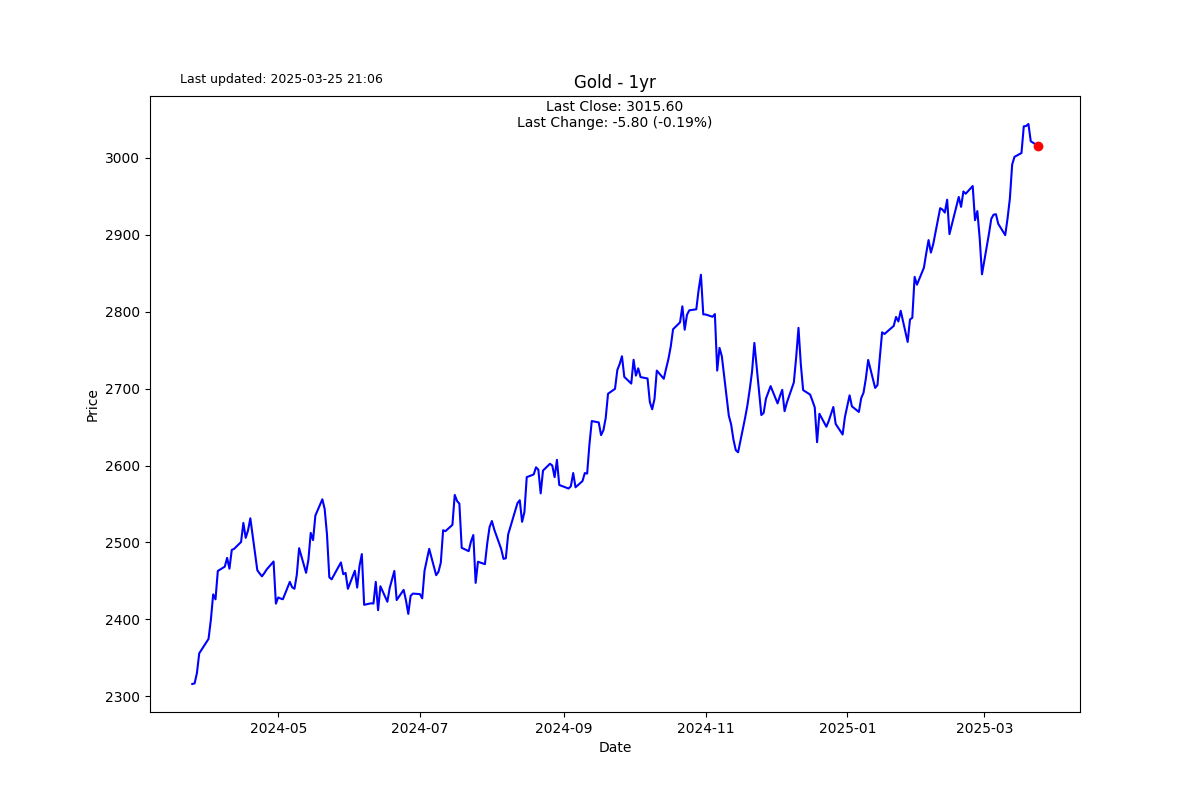 Last updated: 2025-03-25 21:06
Gold - 1yr
Last Close: 3015.60
Last Change: -5.80 (-0.19%)
3000
2900
2800
2700
2600
2500
2400
2300
Price
2024-05
2024-07
2024-09
2024-11
2025-01
2025-03
Date